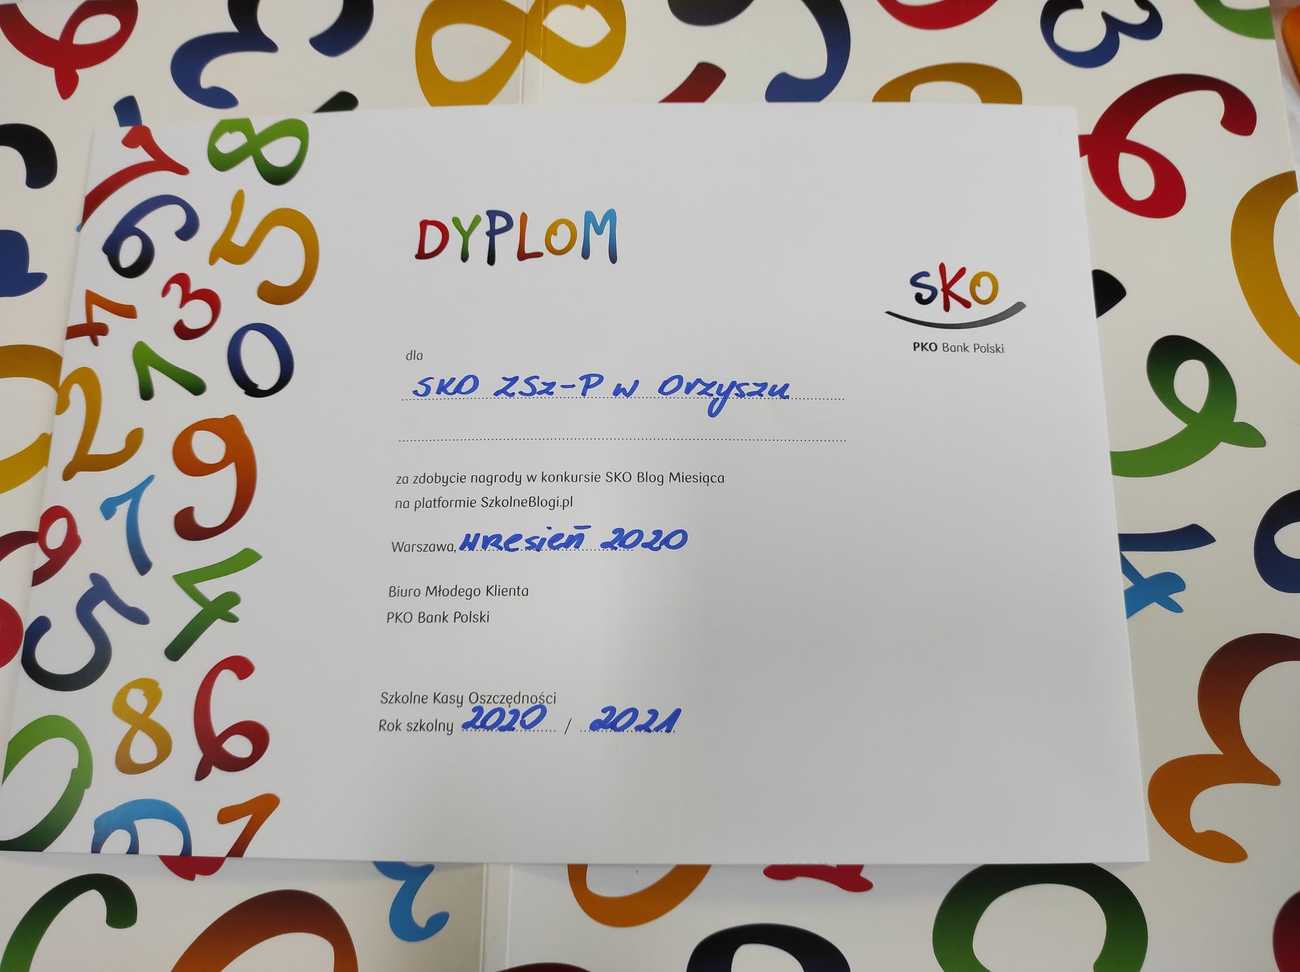 DYPLOM
SKO
PKO Bank Polski
dla
SKO ZSz-P w Orzyszu
za zdobycie nagrody w konkursie SKO Blog Miesiąca
na platformie SzkolneBlogi.pl
Warszawa, wrzesień 2020
Biuro Młodego Klienta
PKO Bank Polski
Szkolne Kasy Oszczędności
Rok szkolny 2020 / 2021